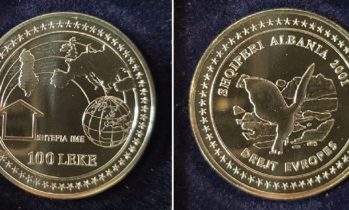 SHTEPIA IME
100 LEKE
SHQIPERI ALBANIA 2001
DREJT EVROPES